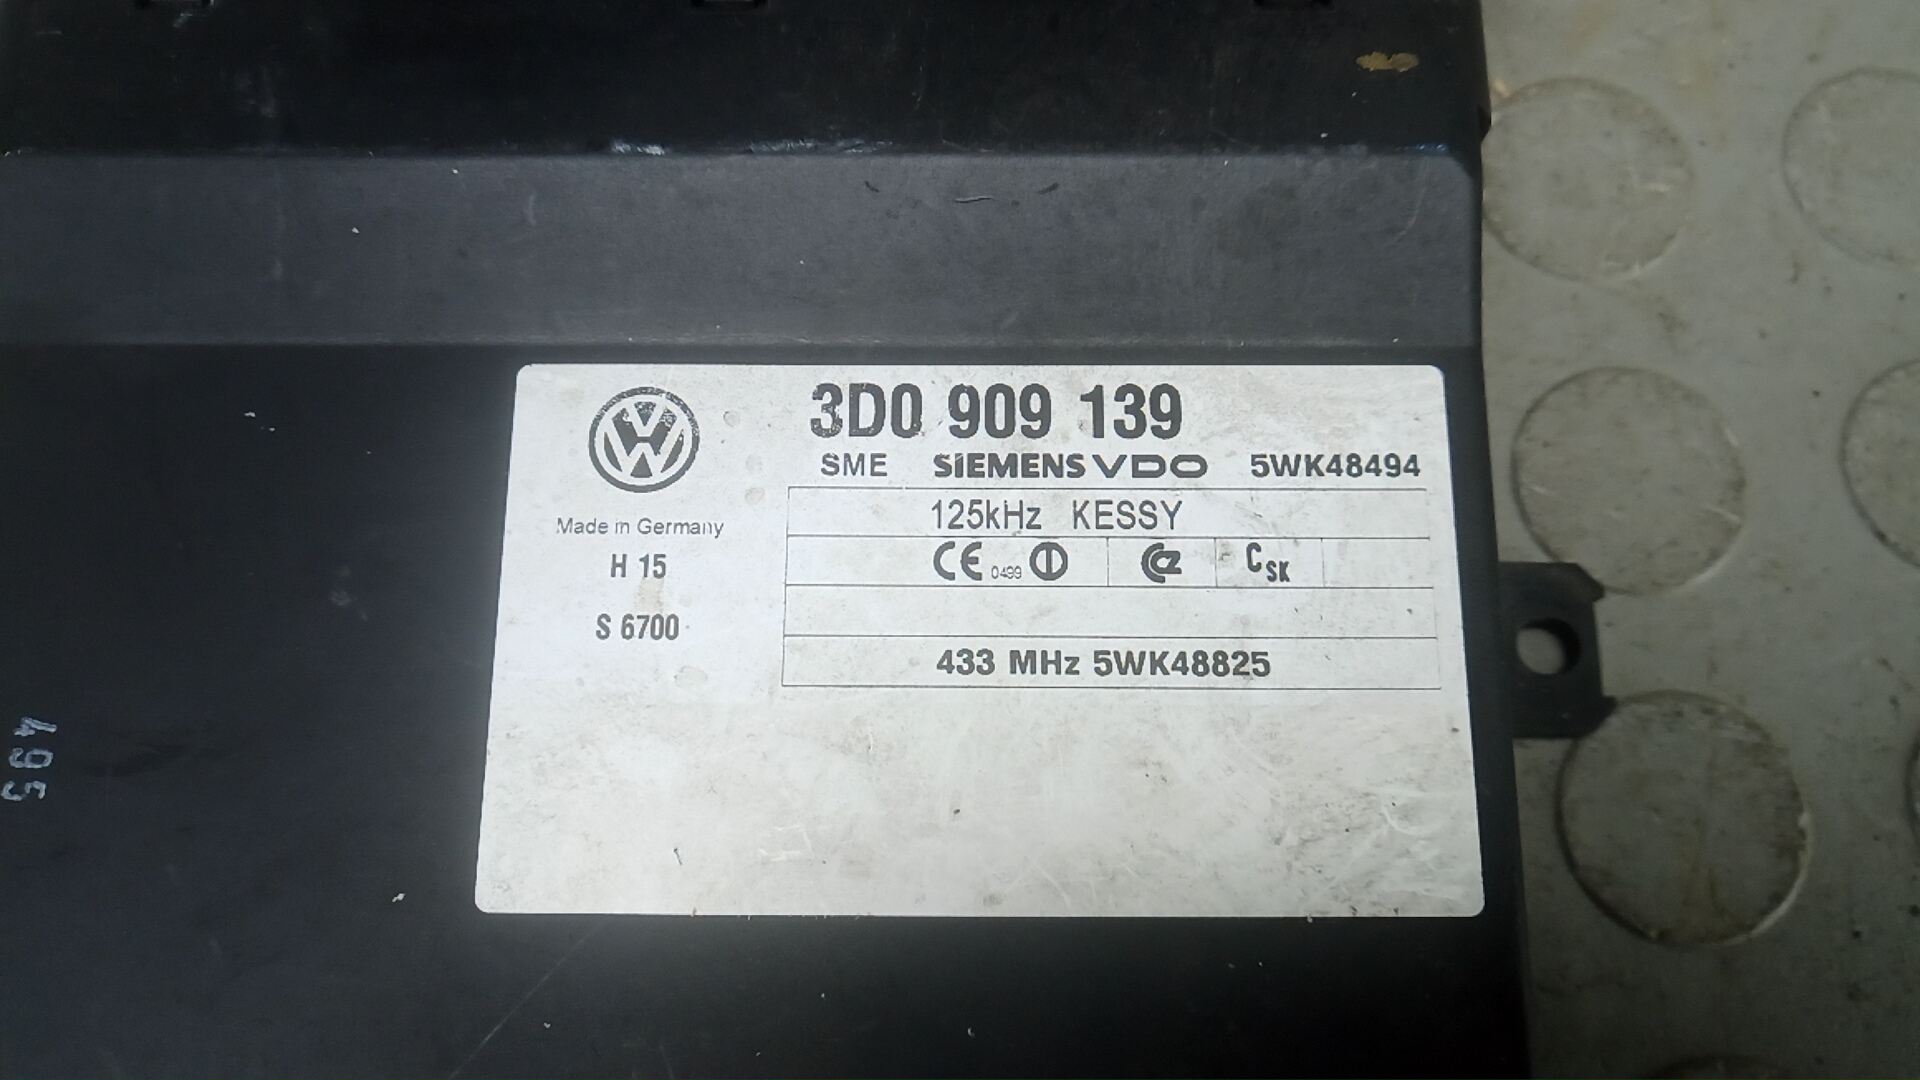 3D0 909 139
SME SIEMENS VDO 5WK48494
125kHz KESSY
CE 0499
CSK
433 MHz 5WK48825
Made in Germany
H 15
S 6700
495